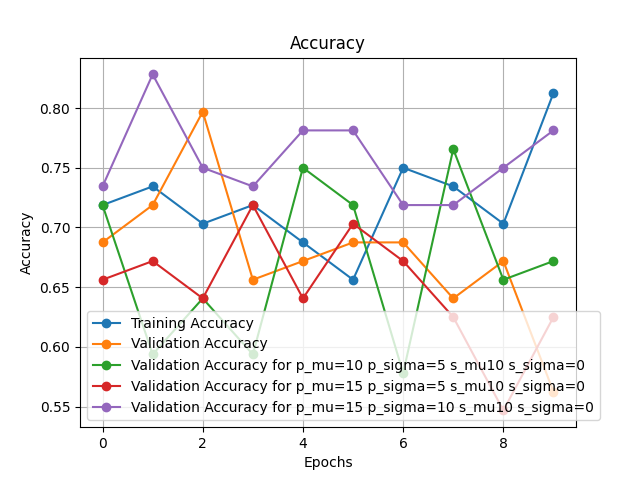 Accuracy
0.80
0.75
0.70
0.65
0.60
0.55
Accuracy
Training Accuracy
Validation Accuracy
Validation Accuracy for p_mu=10 p_sigma=5 s_mu10 s_sigma=0
Validation Accuracy for p_mu=15 p_sigma=5 s_mu10 s_sigma=0
Validation Accuracy for p_mu=15 p_sigma=10 s_mu10 s_sigma=0
0 2 4 6 8
Epochs